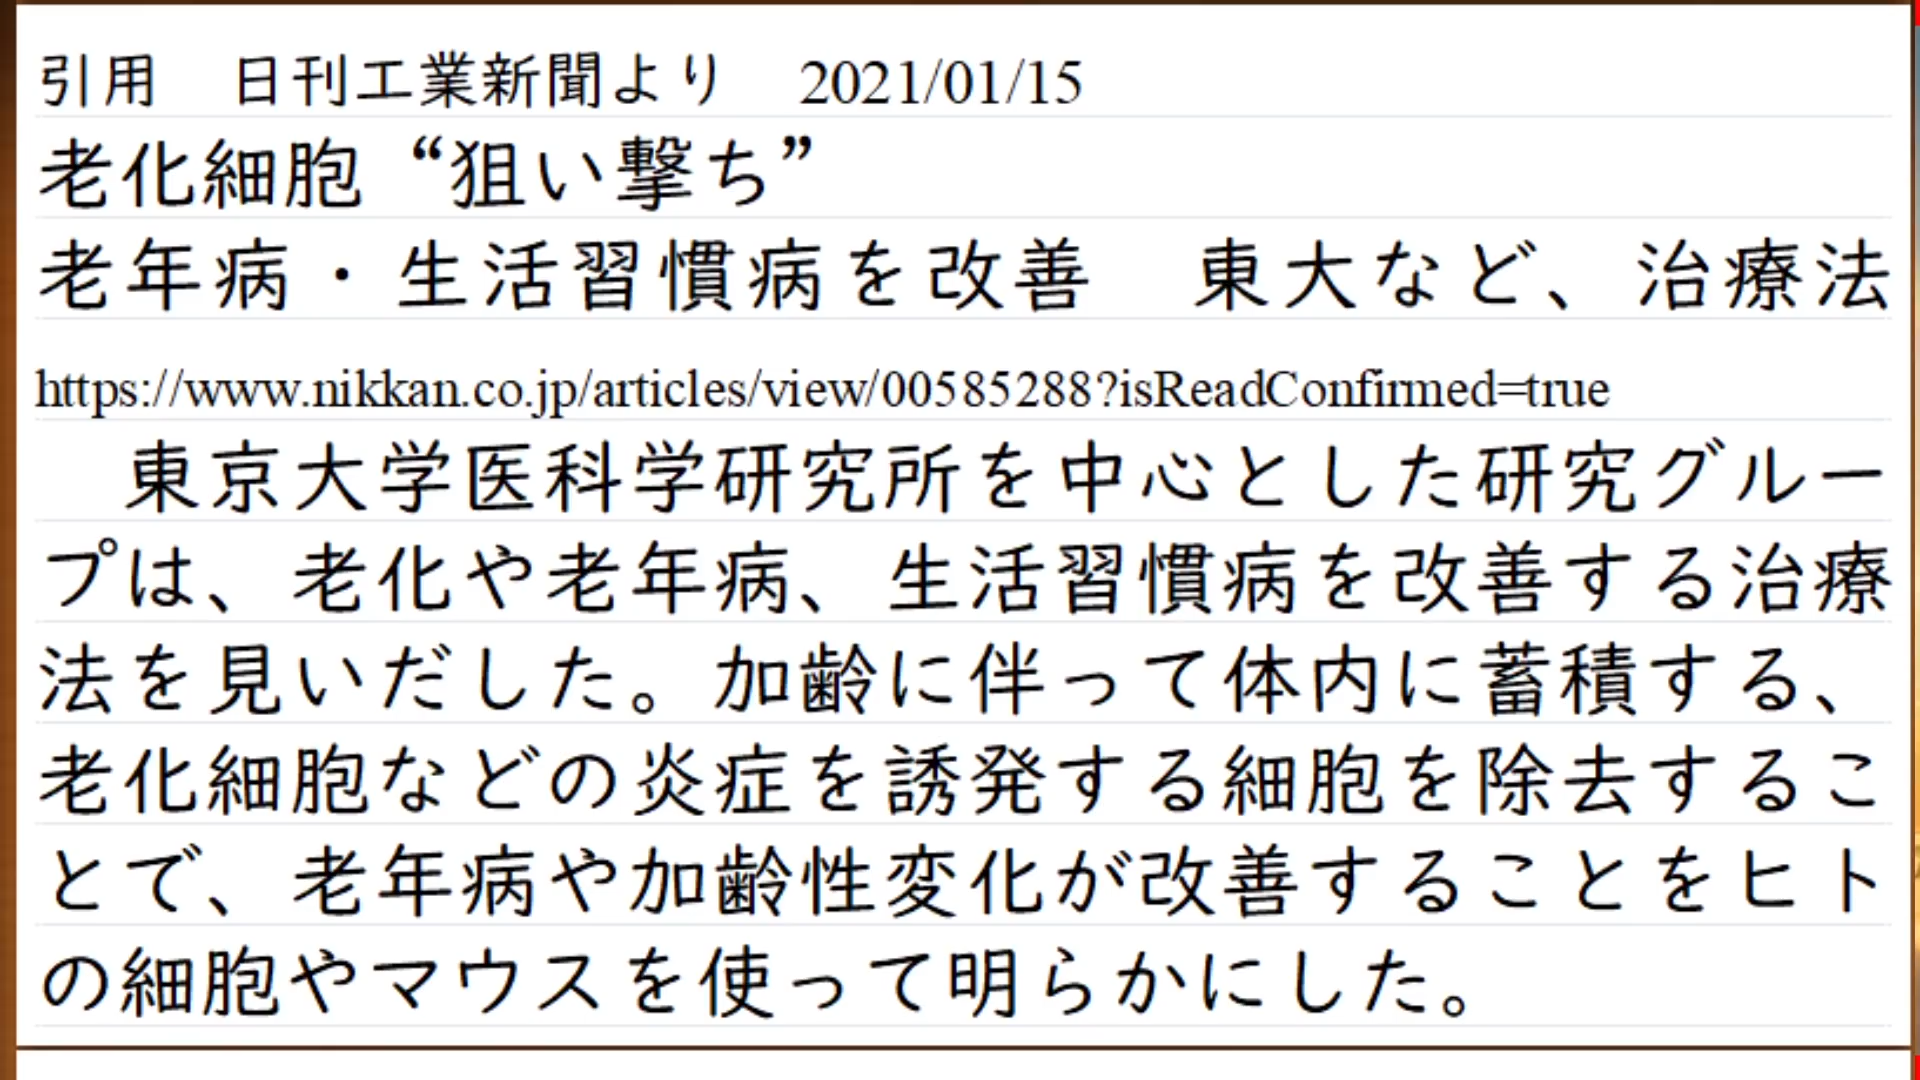 引用　日刊工業新聞より　2021/01/15
老化細胞“狙い撃ち”
老年病・生活習慣病を改善　東大など、治療法
https://www.nikkan.co.jp/articles/view/00585288?isReadConfirmed=true
　東京大学医科学研究所を中心とした研究グルー
プは、老化や老年病、生活習慣病を改善する治療
法を見いだした。加齢に伴って体内に蓄積する、
老化細胞などの炎症を誘発する細胞を除去するこ
とで、老年病や加齢性変化が改善することをヒト
の細胞やマウスを使って明らかにした。